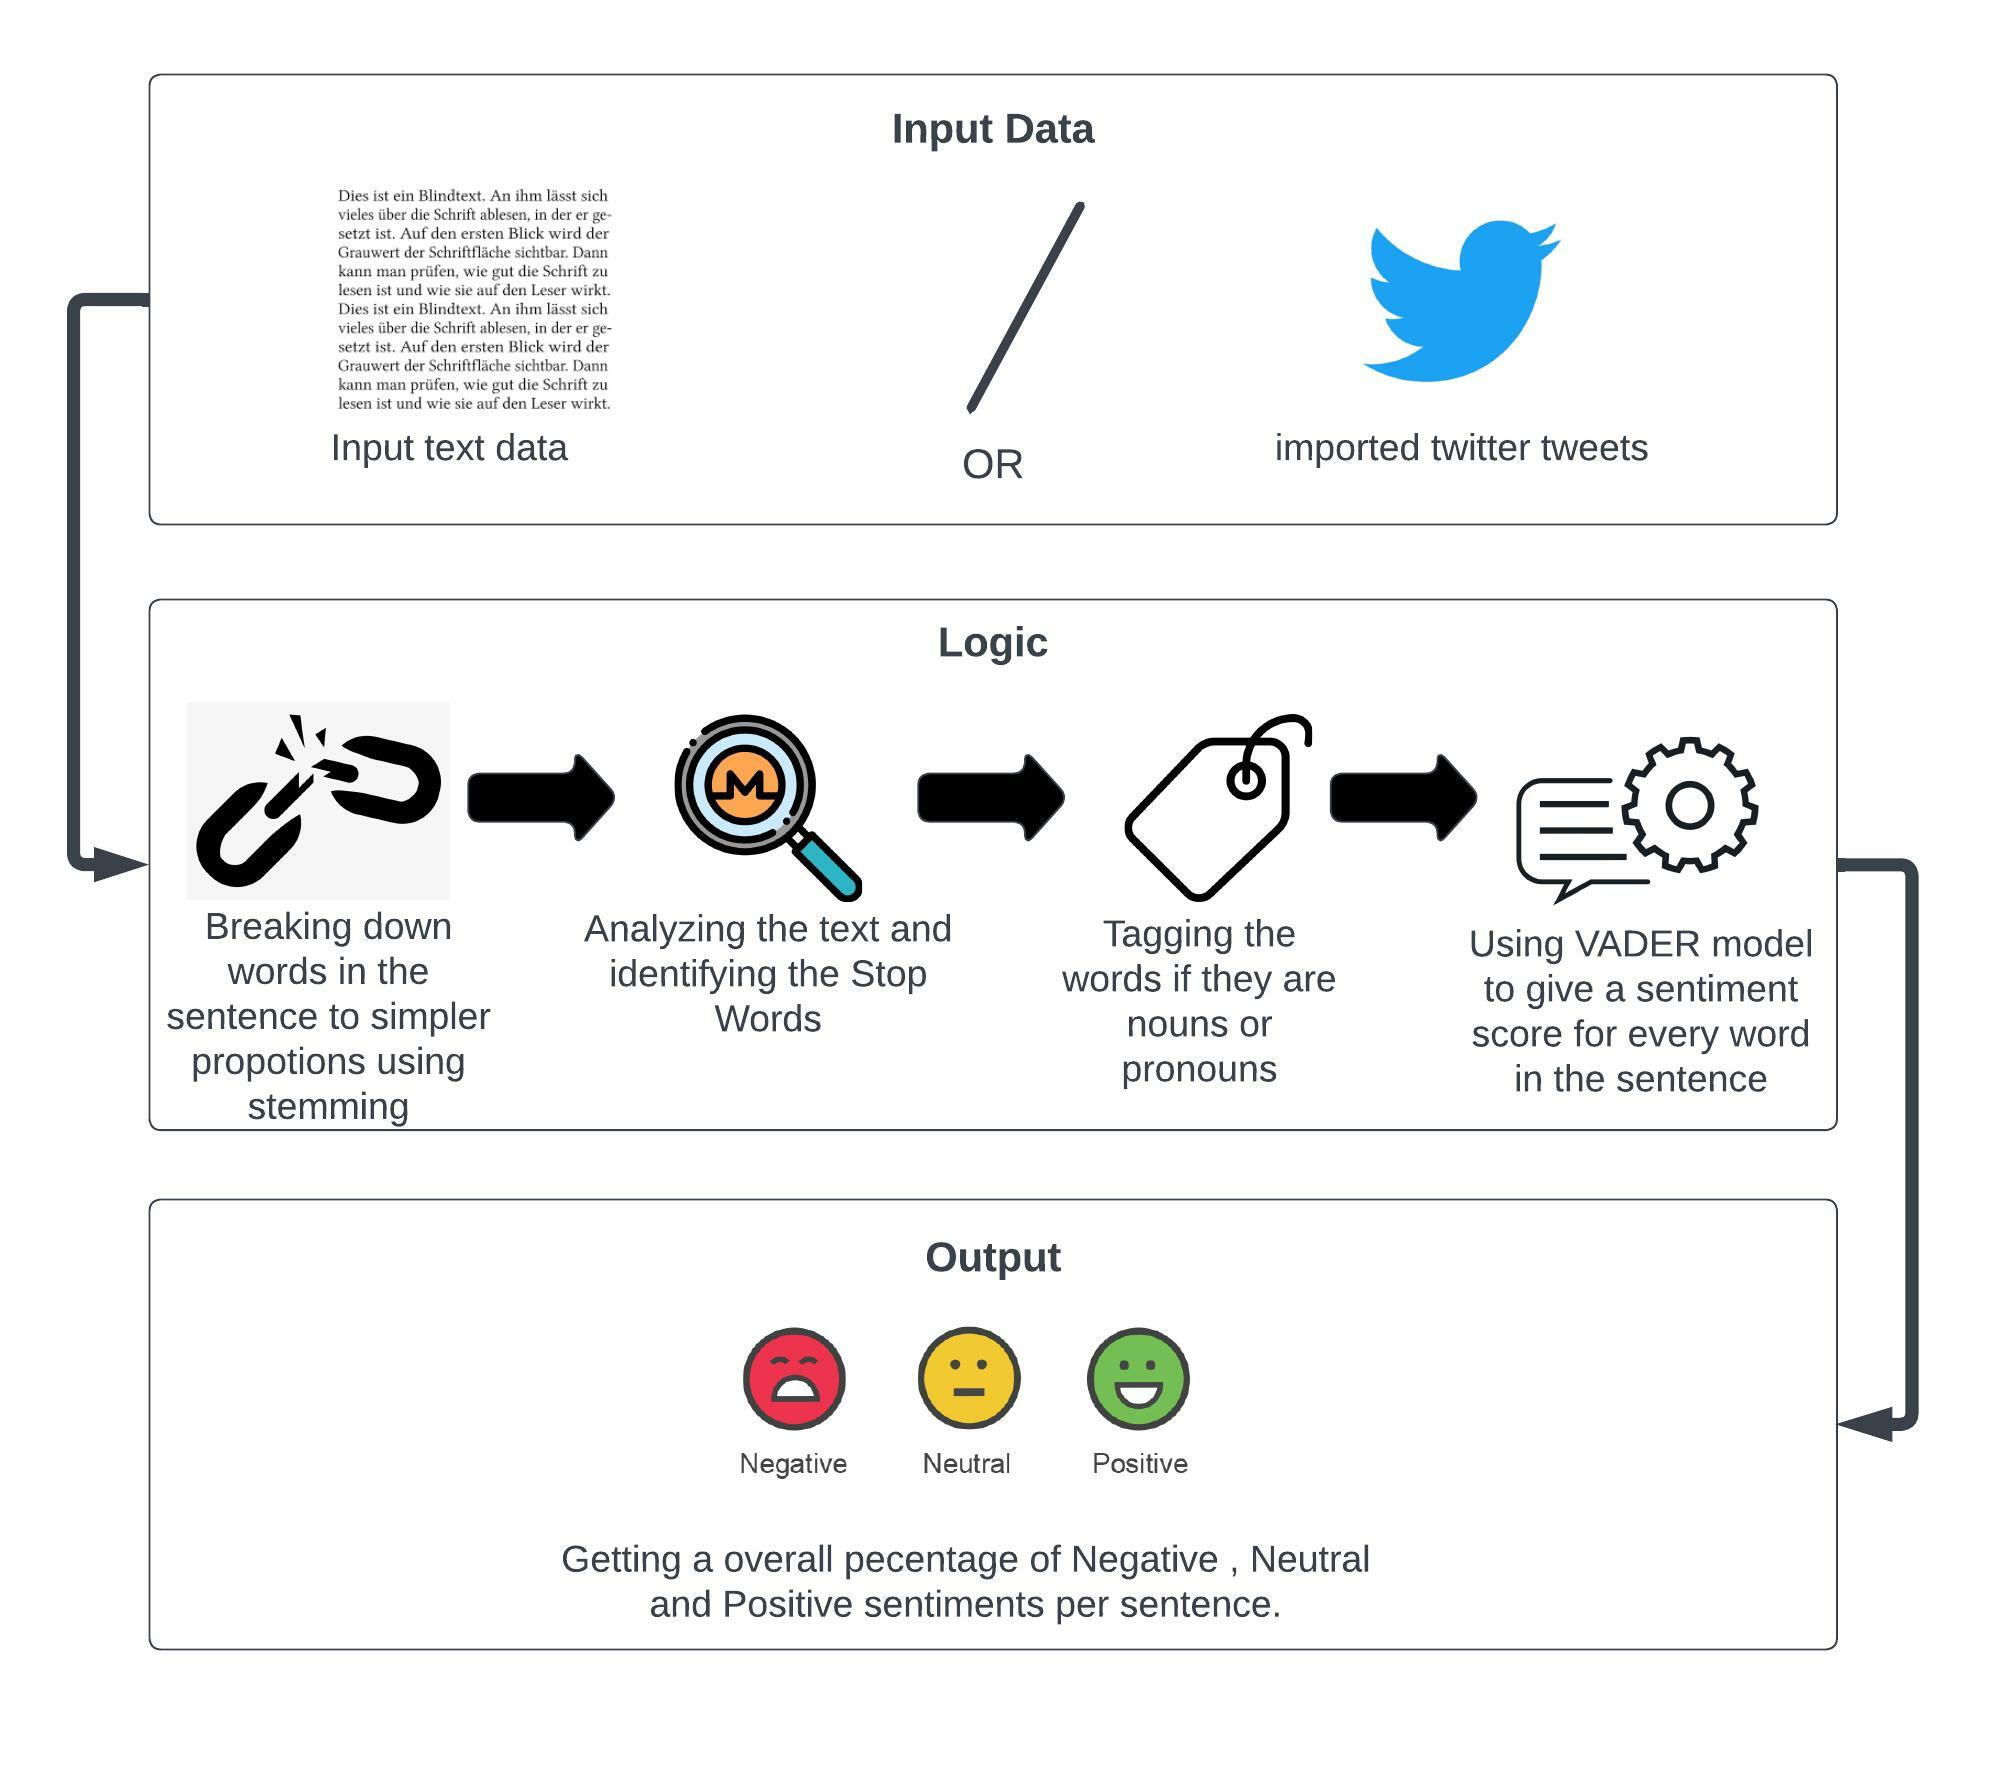 Input Data
Dies ist ein Blindtext. An ihm lässt sich
vieles über die Schrift ablesen, in der er ge-
setzt ist. Auf den ersten Blick wird der
Grauwert der Schriftfläche sichtbar. Dann
kann man prüfen, wie gut die Schrift zu
lesen ist und wie sie auf den Leser wirkt.
Dies ist ein Blindtext. An ihm lässt sich
vieles über die Schrift ablesen, in der er ge-
setzt ist. Auf den ersten Blick wird der
Grauwert der Schriftfläche sichtbar. Dann
kann man prüfen, wie gut die Schrift zu
lesen ist und wie sie auf den Leser wirkt.
Input text data
OR
imported twitter tweets
Logic
Breaking down
words in the
sentence to simpler
propotions using
stemming
Analyzing the text and
identifying the Stop
Words
Tagging the
words if they are
nouns or
pronouns
Using VADER model
to give a sentiment
score for every word
in the sentence
Output
Negative
Neutral
Positive
Getting a overall pecentage of Negative , Neutral
and Positive sentiments per sentence.